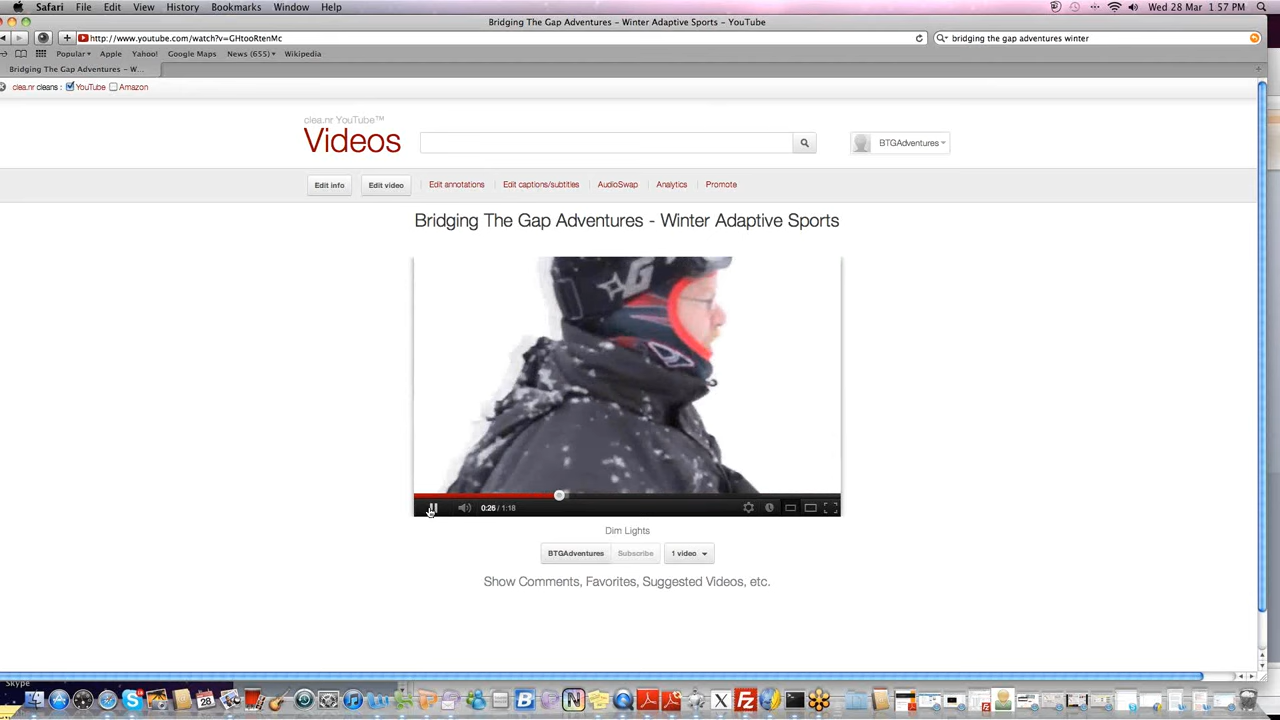 Safari File Edit View History Bookmarks Window Help Wed 28 Mar 1:57 PM
Bridging The Gap Adventures - Winter Adaptive Sports - YouTube
http://www.youtube.com/watch?v=GHtooRtenMc bridging the gap adventures winter
Popular Apple Yahoo! Google Maps News (655) Wikipedia
Bridging The Gap Adventures – W...
clea.nr cleans : YouTube Amazon
clea.nr YouTube™
Videos
BTGAdventures
Edit info Edit video Edit annotations Edit captions/subtitles AudioSwap Analytics Promote
Bridging The Gap Adventures - Winter Adaptive Sports
G
0:26 / 1:18
Dim Lights
BTGAdventures Subscribe 1 video
Show Comments, Favorites, Suggested Videos, etc.
Skype
28 B N X Fz